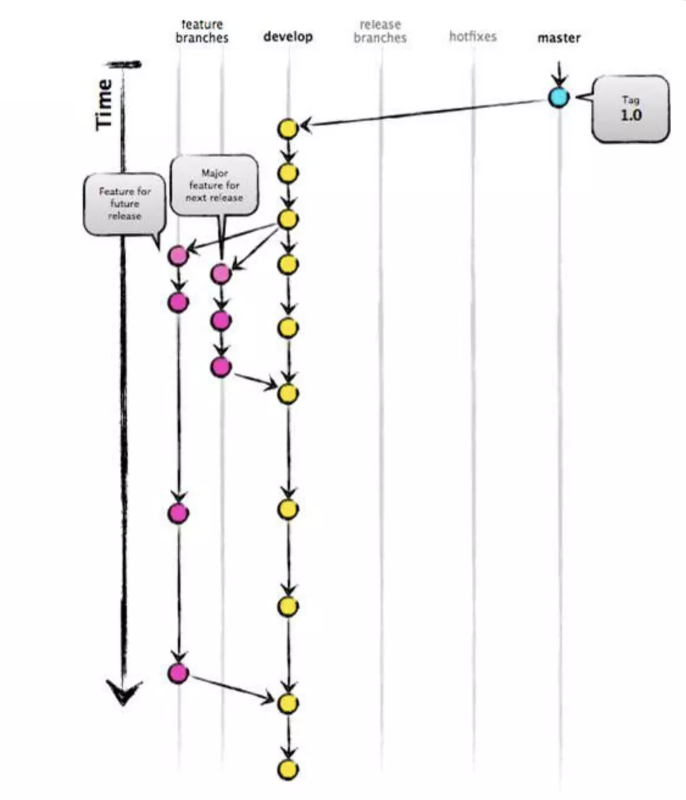 feature
branches
develop
release
branches
hotfixes
master
Time
Tag
1.0
Major
feature for
next release
Feature for
future
release